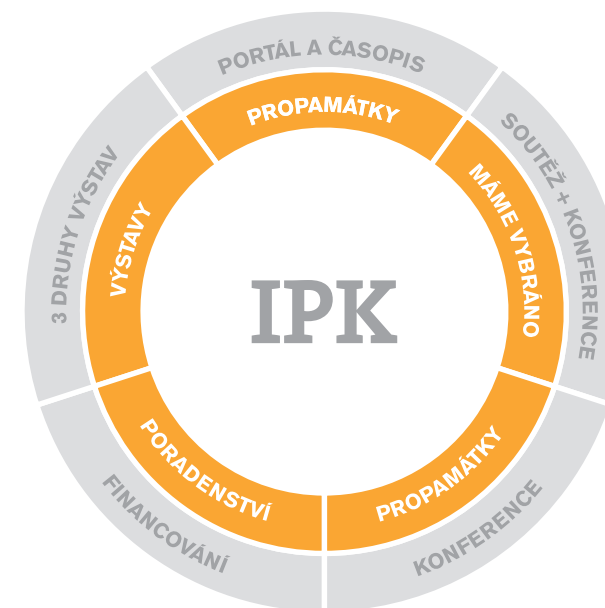 PORTÁL A ČASOPIS
PROPAMÁTKY
SOUTĚŽ + KONFERENCE
MÁME VYBRÁNO
KONFERENCE
PROPAMÁTKY
FINANCOVÁNÍ
PORADENSTVÍ
3 DRUHY VÝSTAV
VÝSTAVY
IPK